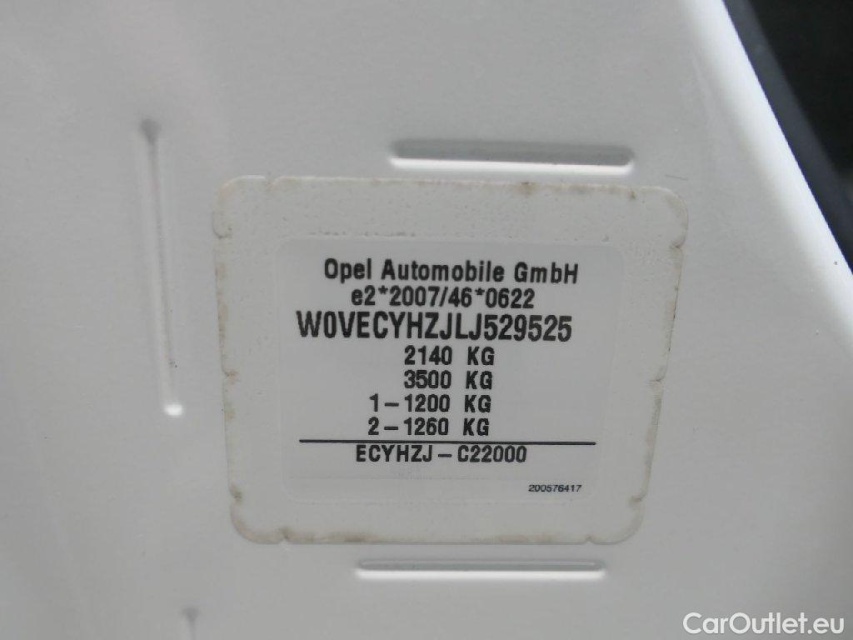 Opel Automobile GmbH
e2*2007/46*0622
W0VECYHZJLJ529525
2140 KG
3500 KG
1-1200 KG
2-1260 KG
ECYHZJ-C22000
200576417
CarOutlet.eu